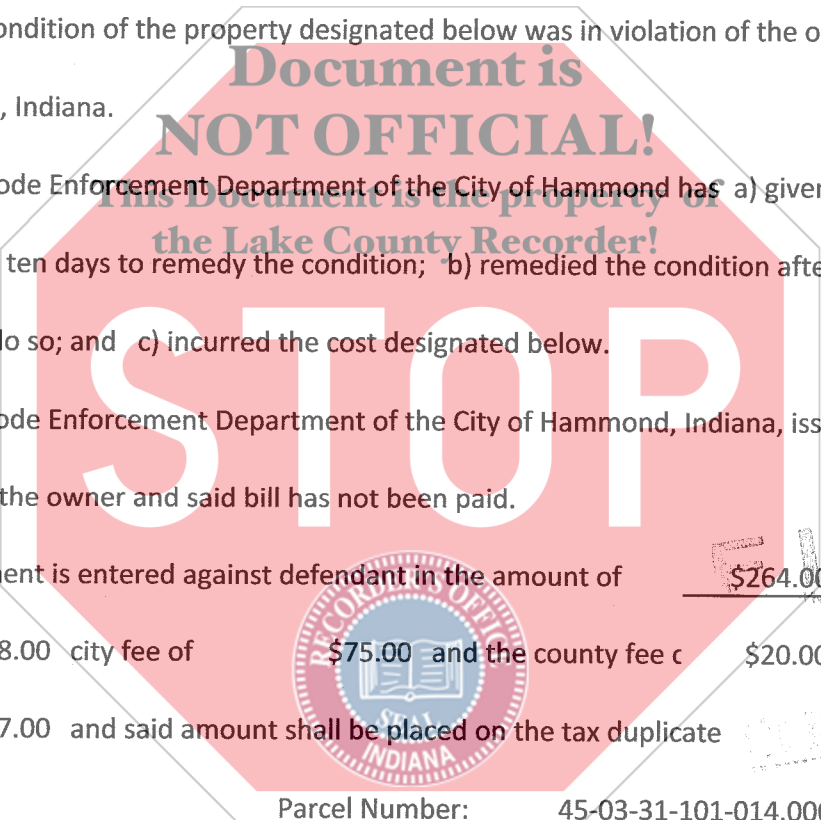 ondition of the property designated below was in violation of the o
Document is
, Indiana.
NOT OFFICIAL!
ode Enforcement Department of the City of Hammond has a) given
This Document is the property of
the Lake County Recorder!
ten days to remedy the condition; b) remedied the condition afte
do so; and c) incurred the cost designated below.
STOP
ode Enforcement Department of the City of Hammond, Indiana, iss
the owner and said bill has not been paid.
ment is entered against defendant in the amount of $264.00
RECORDER'S OFFICE
8.00 city fee of $75.00 and the county fee o $20.00
SEAL
7.00 and said amount shall be placed on the tax duplicate
INDIANA
Parcel Number: 45-03-31-101-014.000